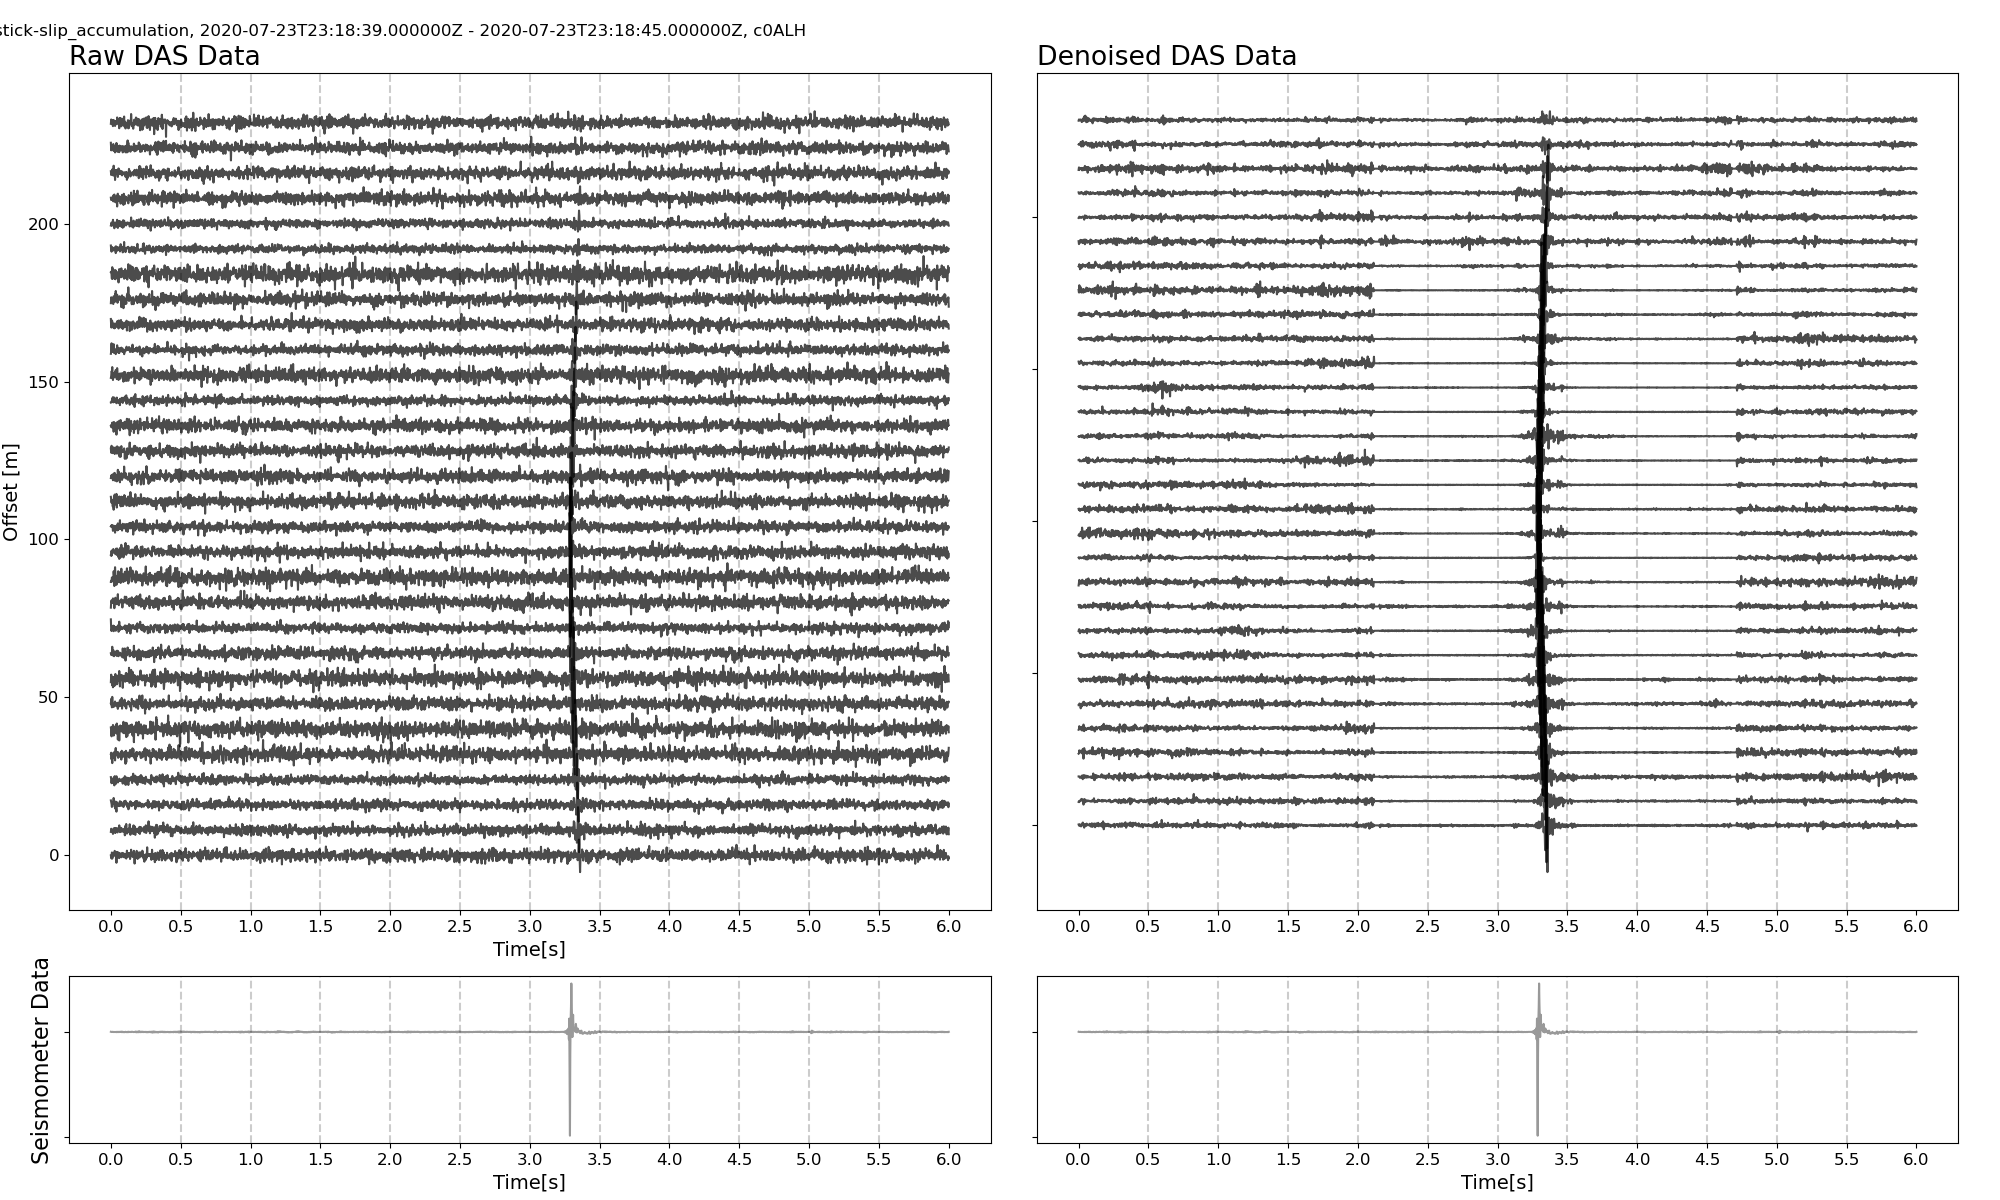 stick-slip_accumulation, 2020-07-23T23:18:39.000000Z - 2020-07-23T23:18:45.000000Z, c0ALH
Raw DAS Data
Denoised DAS Data
Offset [m]
200
150
100
50
0
0.0 0.5 1.0 1.5 2.0 2.5 3.0 3.5 4.0 4.5 5.0 5.5 6.0
Time[s]
0.0 0.5 1.0 1.5 2.0 2.5 3.0 3.5 4.0 4.5 5.0 5.5 6.0
Seismometer Data
0.0 0.5 1.0 1.5 2.0 2.5 3.0 3.5 4.0 4.5 5.0 5.5 6.0
Time[s]
0.0 0.5 1.0 1.5 2.0 2.5 3.0 3.5 4.0 4.5 5.0 5.5 6.0
Time[s]